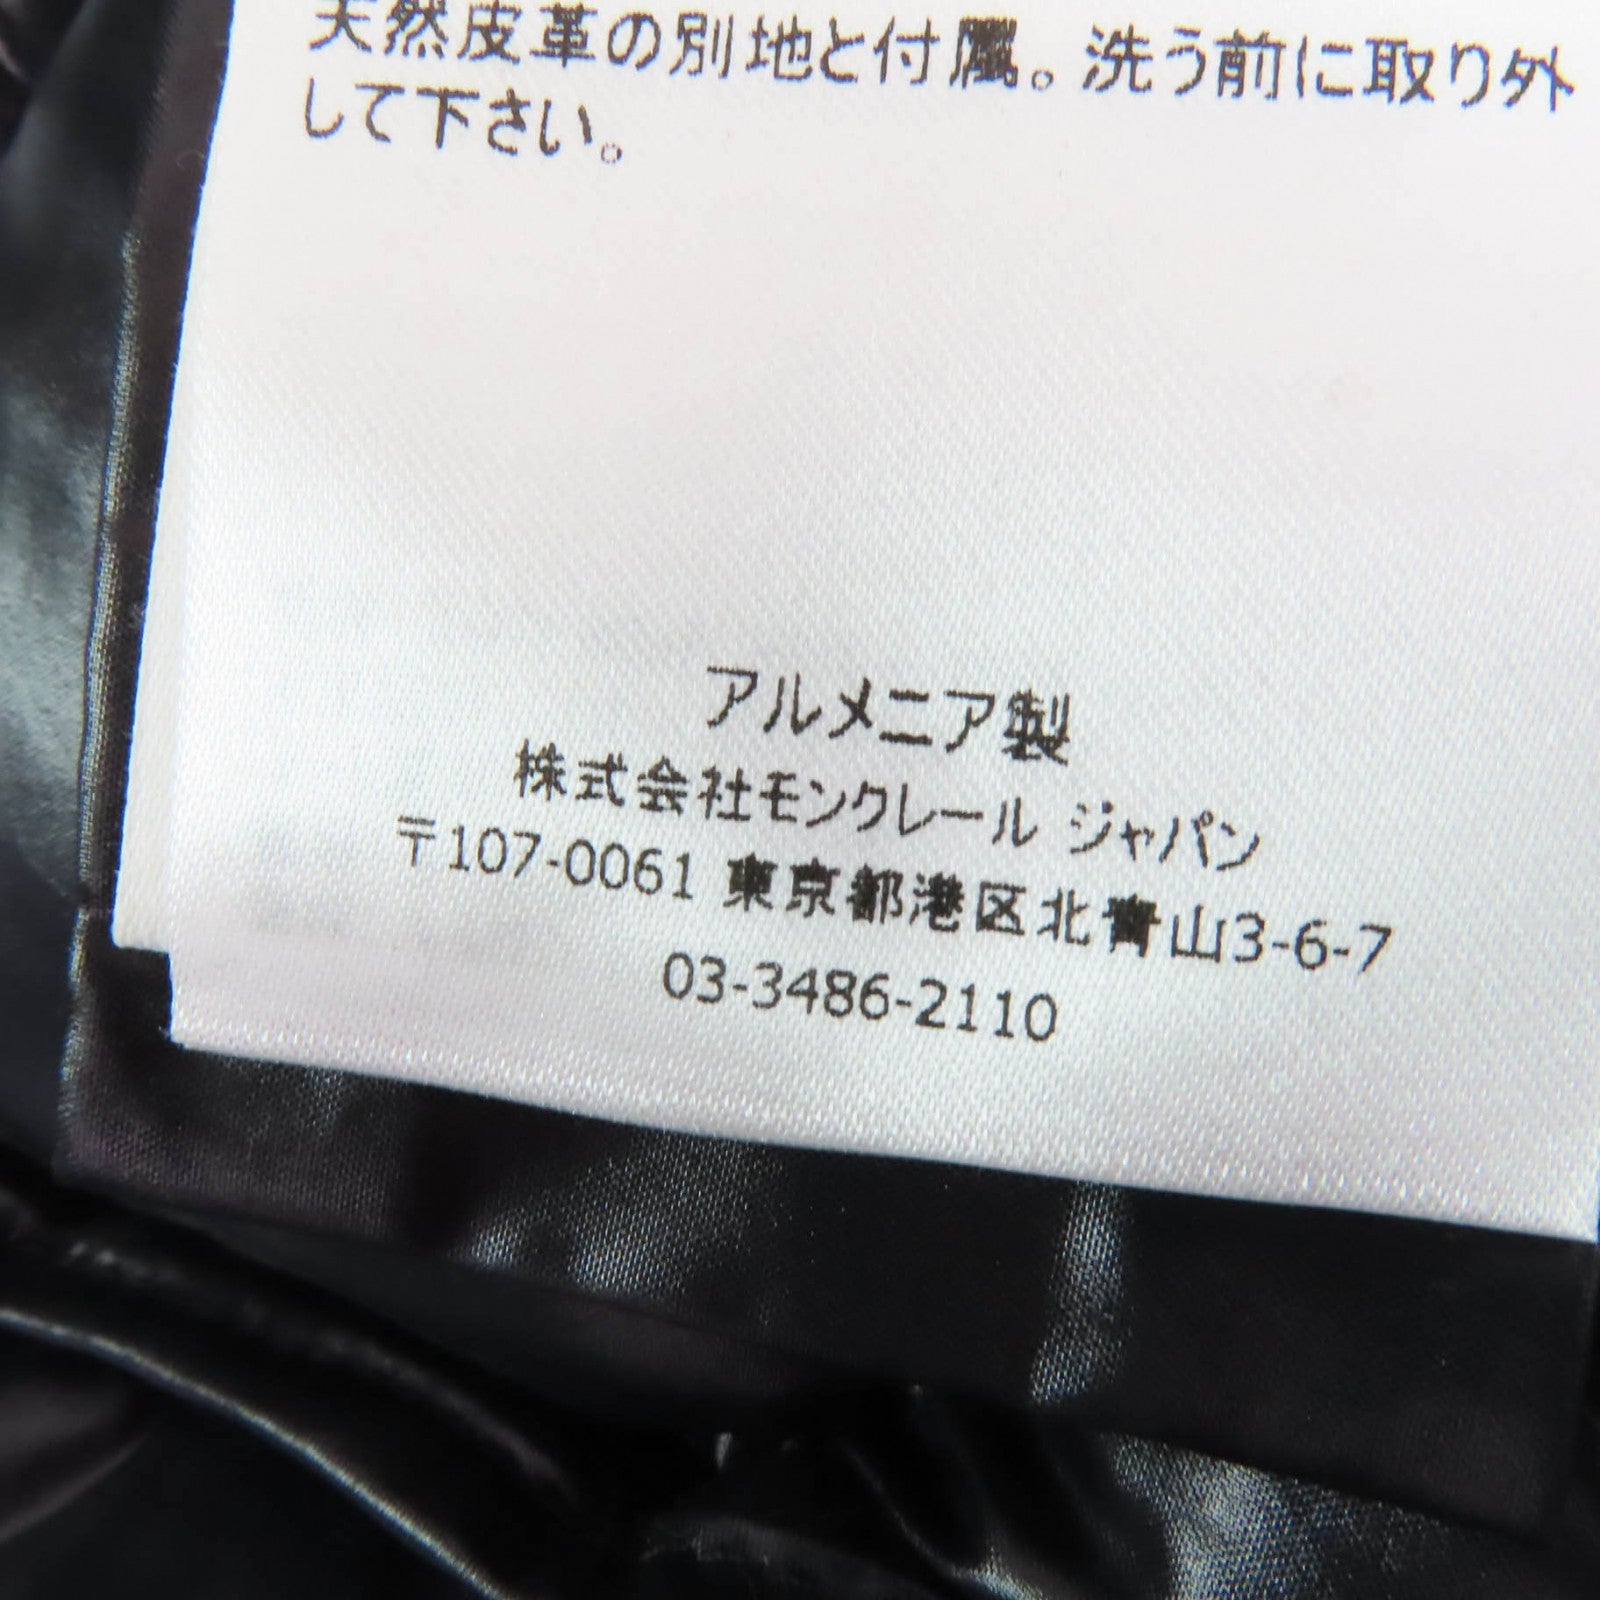 天然皮革の別地と付属。洗う前に取り外
して下さい。
アルメニア製
株式会社モンクレール ジャパン
〒107-0061 東京都港区北青山3-6-7
03-3486-2110